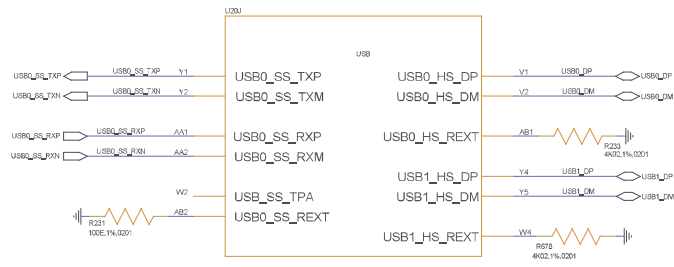 U20J
USB
USB0_SS_TXP USB0_SS_TXP Y1 USB0_SS_TXP USB0_HS_DP V1 USB0_DP USB0_DP
USB0_SS_TXN USB0_SS_TXN Y2 USB0_SS_TXM USB0_HS_DM V2 USB0_DM USB0_DM
USB0_SS_RXP USB0_SS_RXP AA1 USB0_SS_RXP USB0_HS_REXT AB1
R233
4K02,1%,0201
USB0_SS_RXN USB0_SS_RXN AA2 USB0_SS_RXM
USB1_HS_DP Y4 USB1_DP USB1_DP
W2 USB_SS_TPA USB1_HS_DM Y5 USB1_DM USB1_DM
AB2 USB0_SS_REXT
R231
100E,1%,0201
USB1_HS_REXT W4
R678
4K02,1%,0201